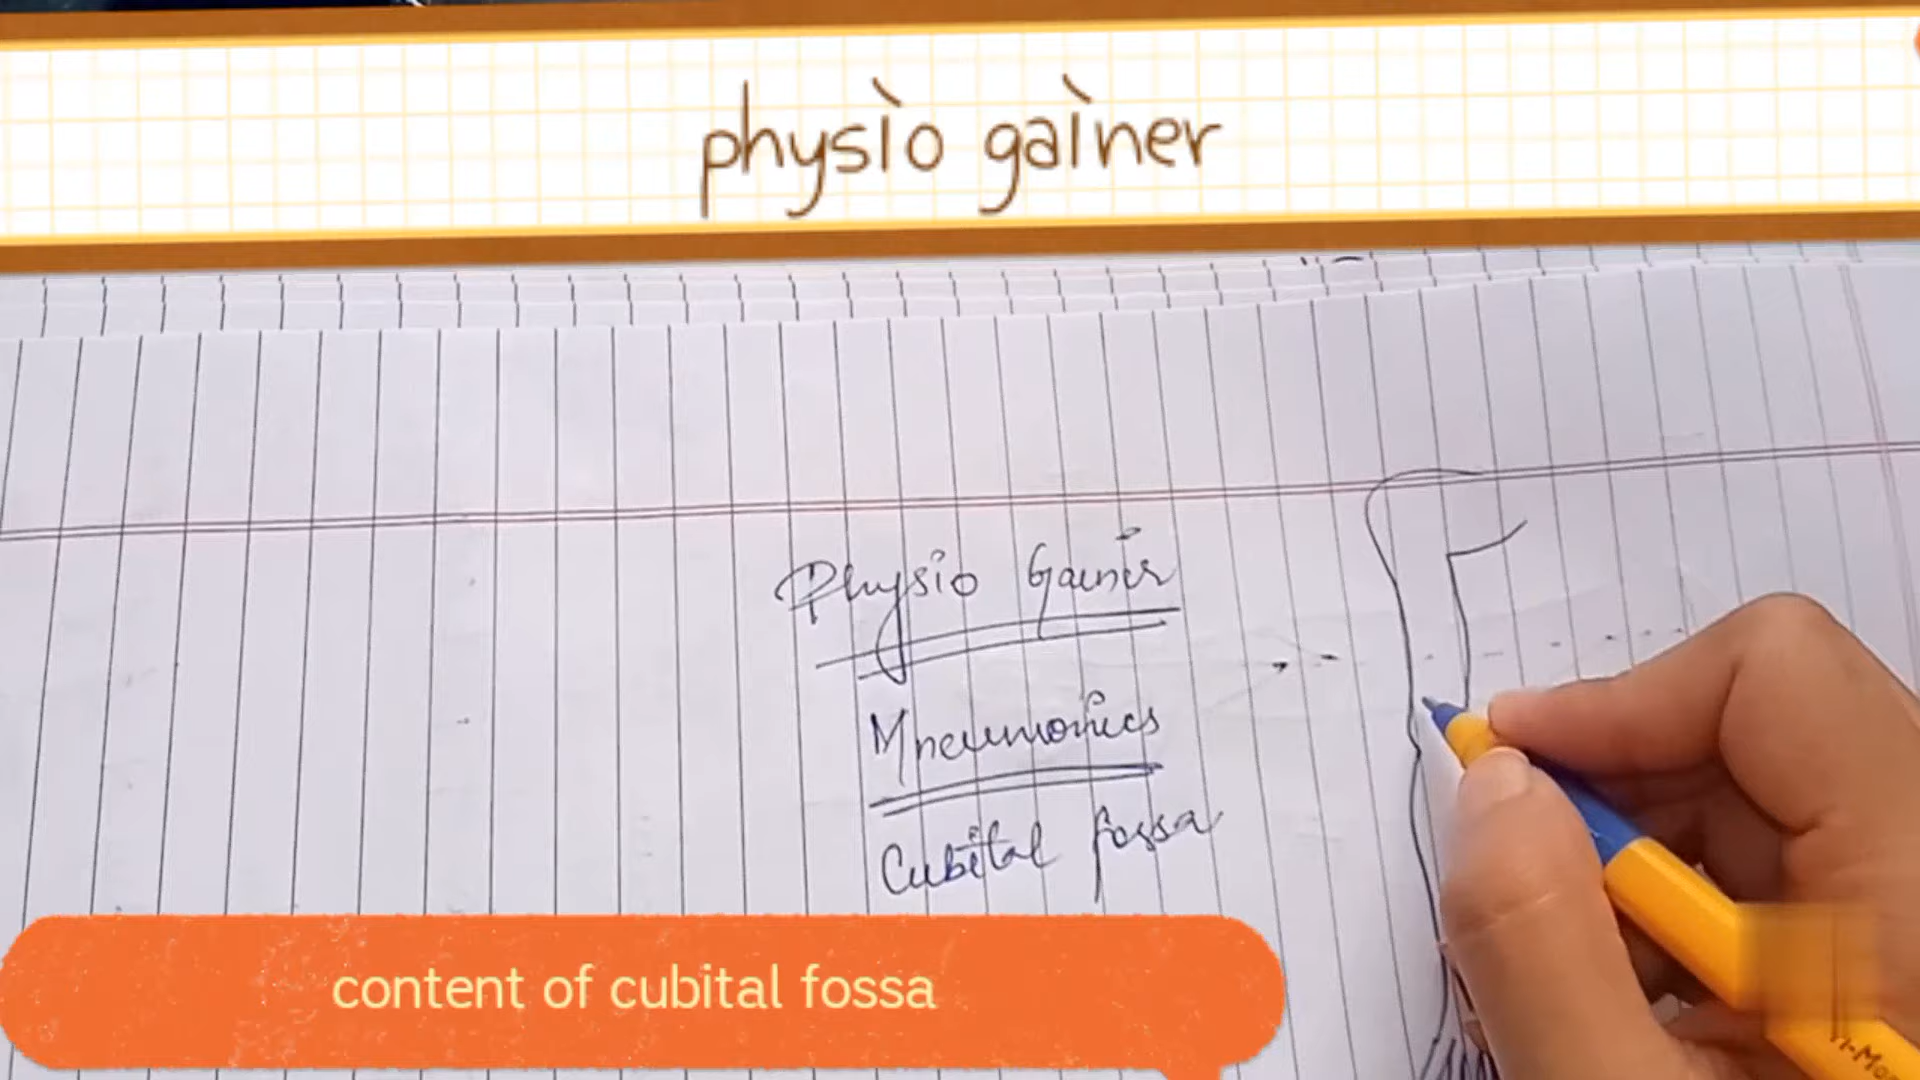 physio gainer
Physio Gainer
Mneumonics
Cubital fossa
content of cubital fossa